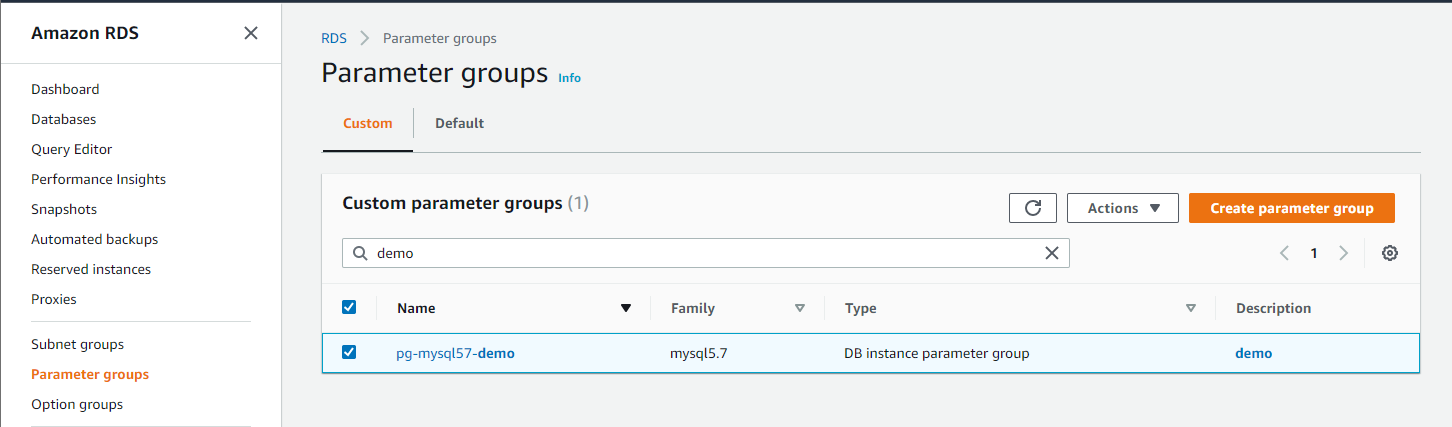 Amazon RDS
Dashboard
Databases
Query Editor
Performance Insights
Snapshots
Automated backups
Reserved instances
Proxies
Subnet groups
Parameter groups
Option groups
RDS Parameter groups
Parameter groups Info
Custom Default
Custom parameter groups (1)
Actions Create parameter group
demo
1
Name Family Type Description
pg-mysql57-demo mysql5.7 DB instance parameter group demo